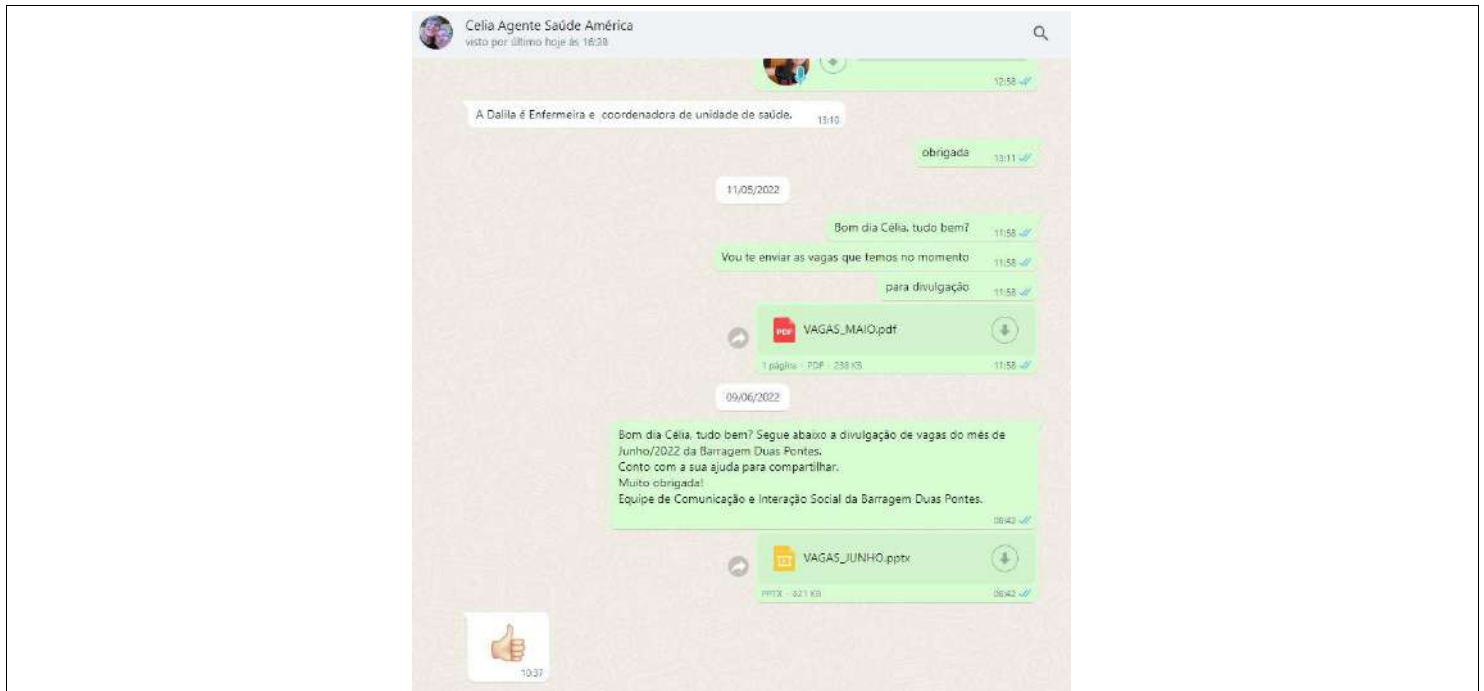 Celia Agente Saúde América
visto por último hoje às 16:28
12:58
A Dalila é Enfermeira e coordenadora de unidade de saúde.
13:10
obrigada
13:11
11/05/2022
Bom dia Célia, tudo bem?
11:58
Vou te enviar as vagas que temos no momento
11:58
para divulgação
11:58
PDF
VAGAS_MAIO.pdf
1 página - PDF - 238 KB
11:58
09/06/2022
Bom dia Célia, tudo bem? Segue abaixo a divulgação de vagas do mês de
Junho/2022 da Barragem Duas Pontes.
Conto com a sua ajuda para compartilhar.
Muito obrigada!
Equipe de Comunicação e Interação Social da Barragem Duas Pontes.
08:42
VAGAS_JUNHO.pptx
PPTX - 821 KB
08:42
10:37